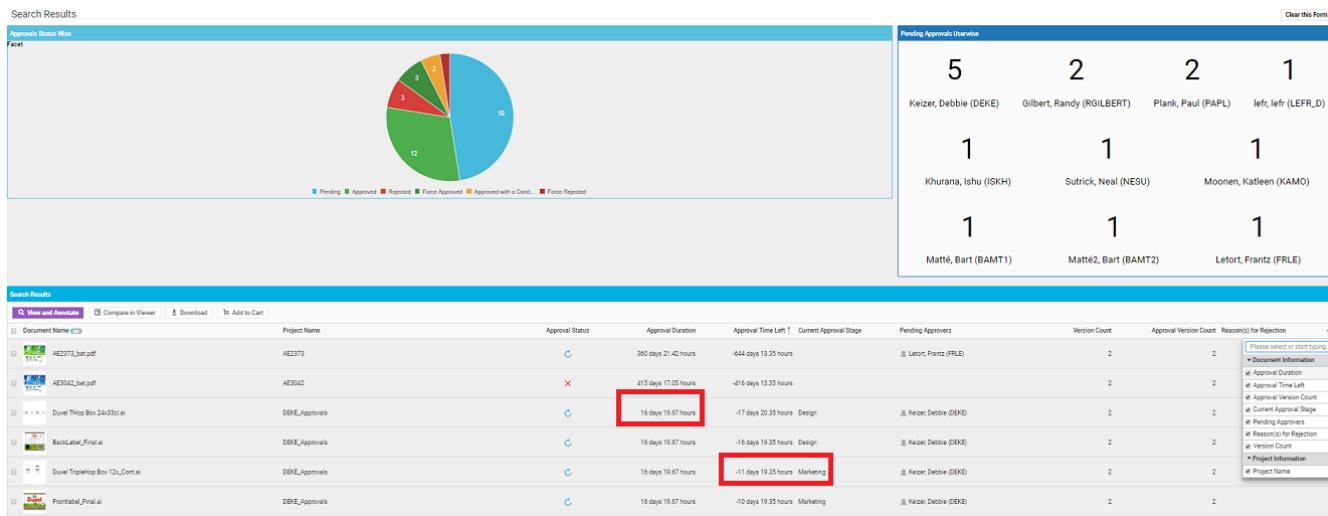 Search Results
Clear this Form
Approvals Status Wise
Facet
2
3
3
19
12
Pending Approved Rejected Force Approved Approved with a Cond... Force Rejected
Pending Approvals Userwise
5 2 2 1
Keizer, Debbie (DEKE) Gilbert, Randy (RGILBERT) Plank, Paul (PAPL) lefr, lefr (LEFR_D)
1 1 1
Khurana, Ishu (ISKH) Sutrick, Neal (NESU) Moonen, Katleen (KAMO)
1 1 1
Matté, Bart (BAMT1) Matté2, Bart (BAMT2) Letort, Frantz (FRLE)
Search Results
View and Annotate Compare in Viewer Download Add to Cart
Document Name Project Name Approval Status Approval Duration Approval Time Left ↑ Current Approval Stage Pending Approvers Version Count Approval Version Count Reason(s) for Rejection
AE2373_bat.pdf AE2373 360 days 21.42 hours -644 days 13.35 hours Letort, Frantz (FRLE) 2 2
AE3042_bat.pdf AE3042 415 days 17.05 hours -416 days 13.35 hours 2 2
Duvel THop Box 24x33cl.ai DEKE_Approvals 16 days 19.67 hours -17 days 20.35 hours Design Keizer, Debbie (DEKE) 2 2
BackLabel_Final.ai DEKE_Approvals 16 days 19.67 hours -16 days 19.35 hours Design Keizer, Debbie (DEKE) 2 2
Duvel TripleHop Box 12x_Cont.ai DEKE_Approvals 16 days 19.67 hours -11 days 19.35 hours Marketing Keizer, Debbie (DEKE) 2 2
Frontlabel_Final.ai DEKE_Approvals 16 days 19.67 hours -10 days 19.35 hours Marketing Keizer, Debbie (DEKE) 2 2
Please select or start typing...
Document Information
Approval Duration
Approval Time Left
Approval Version Count
Current Approval Stage
Pending Approvers
Reason(s) for Rejection
Version Count
Project Information
Project Name